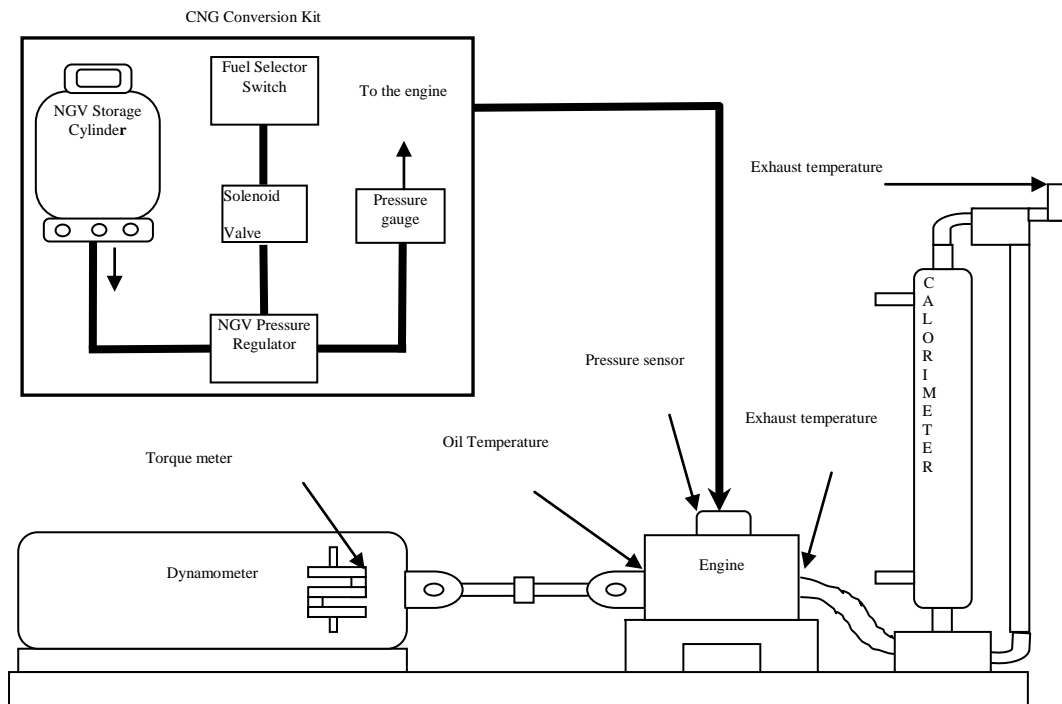 CNG Conversion Kit
NGV Storage
Cylinder
Fuel Selector
Switch
To the engine
Solenoid
Valve
Pressure
gauge
NGV Pressure
Regulator
Exhaust temperature
CALORIMETER
Pressure sensor
Exhaust temperature
Oil Temperature
Torque meter
Dynamometer
Engine